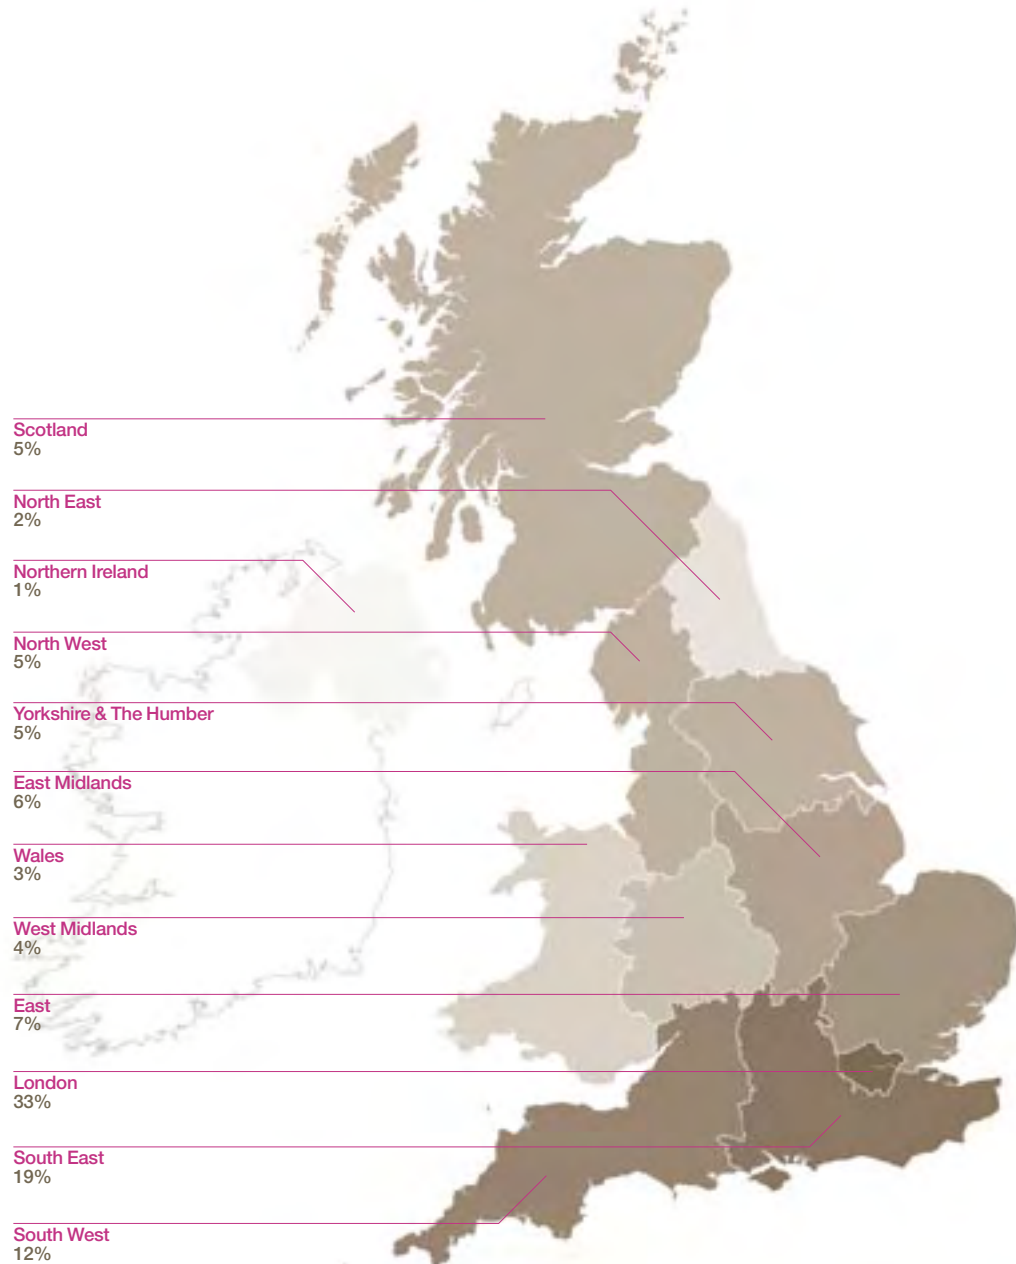 Scotland
5%
North East
2%
Northern Ireland
1%
North West
5%
Yorkshire & The Humber
5%
East Midlands
6%
Wales
3%
West Midlands
4%
East
7%
London
33%
South East
19%
South West
12%